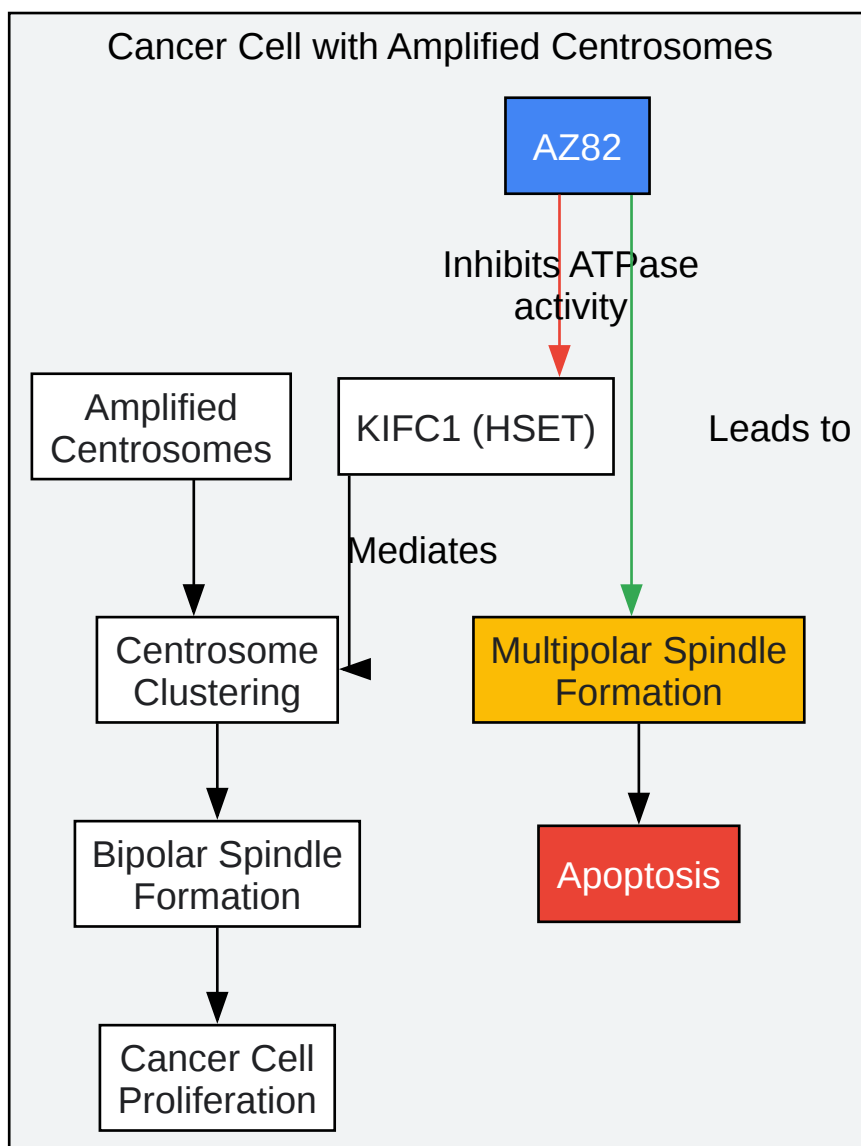 Cancer Cell with Amplified Centrosomes
AZ82
Inhibits ATPase
activity
Amplified
Centrosomes
KIFC1 (HSET)
Leads to
Mediates
Centrosome
Clustering
Multipolar Spindle
Formation
Bipolar Spindle
Formation
Apoptosis
Cancer Cell
Proliferation